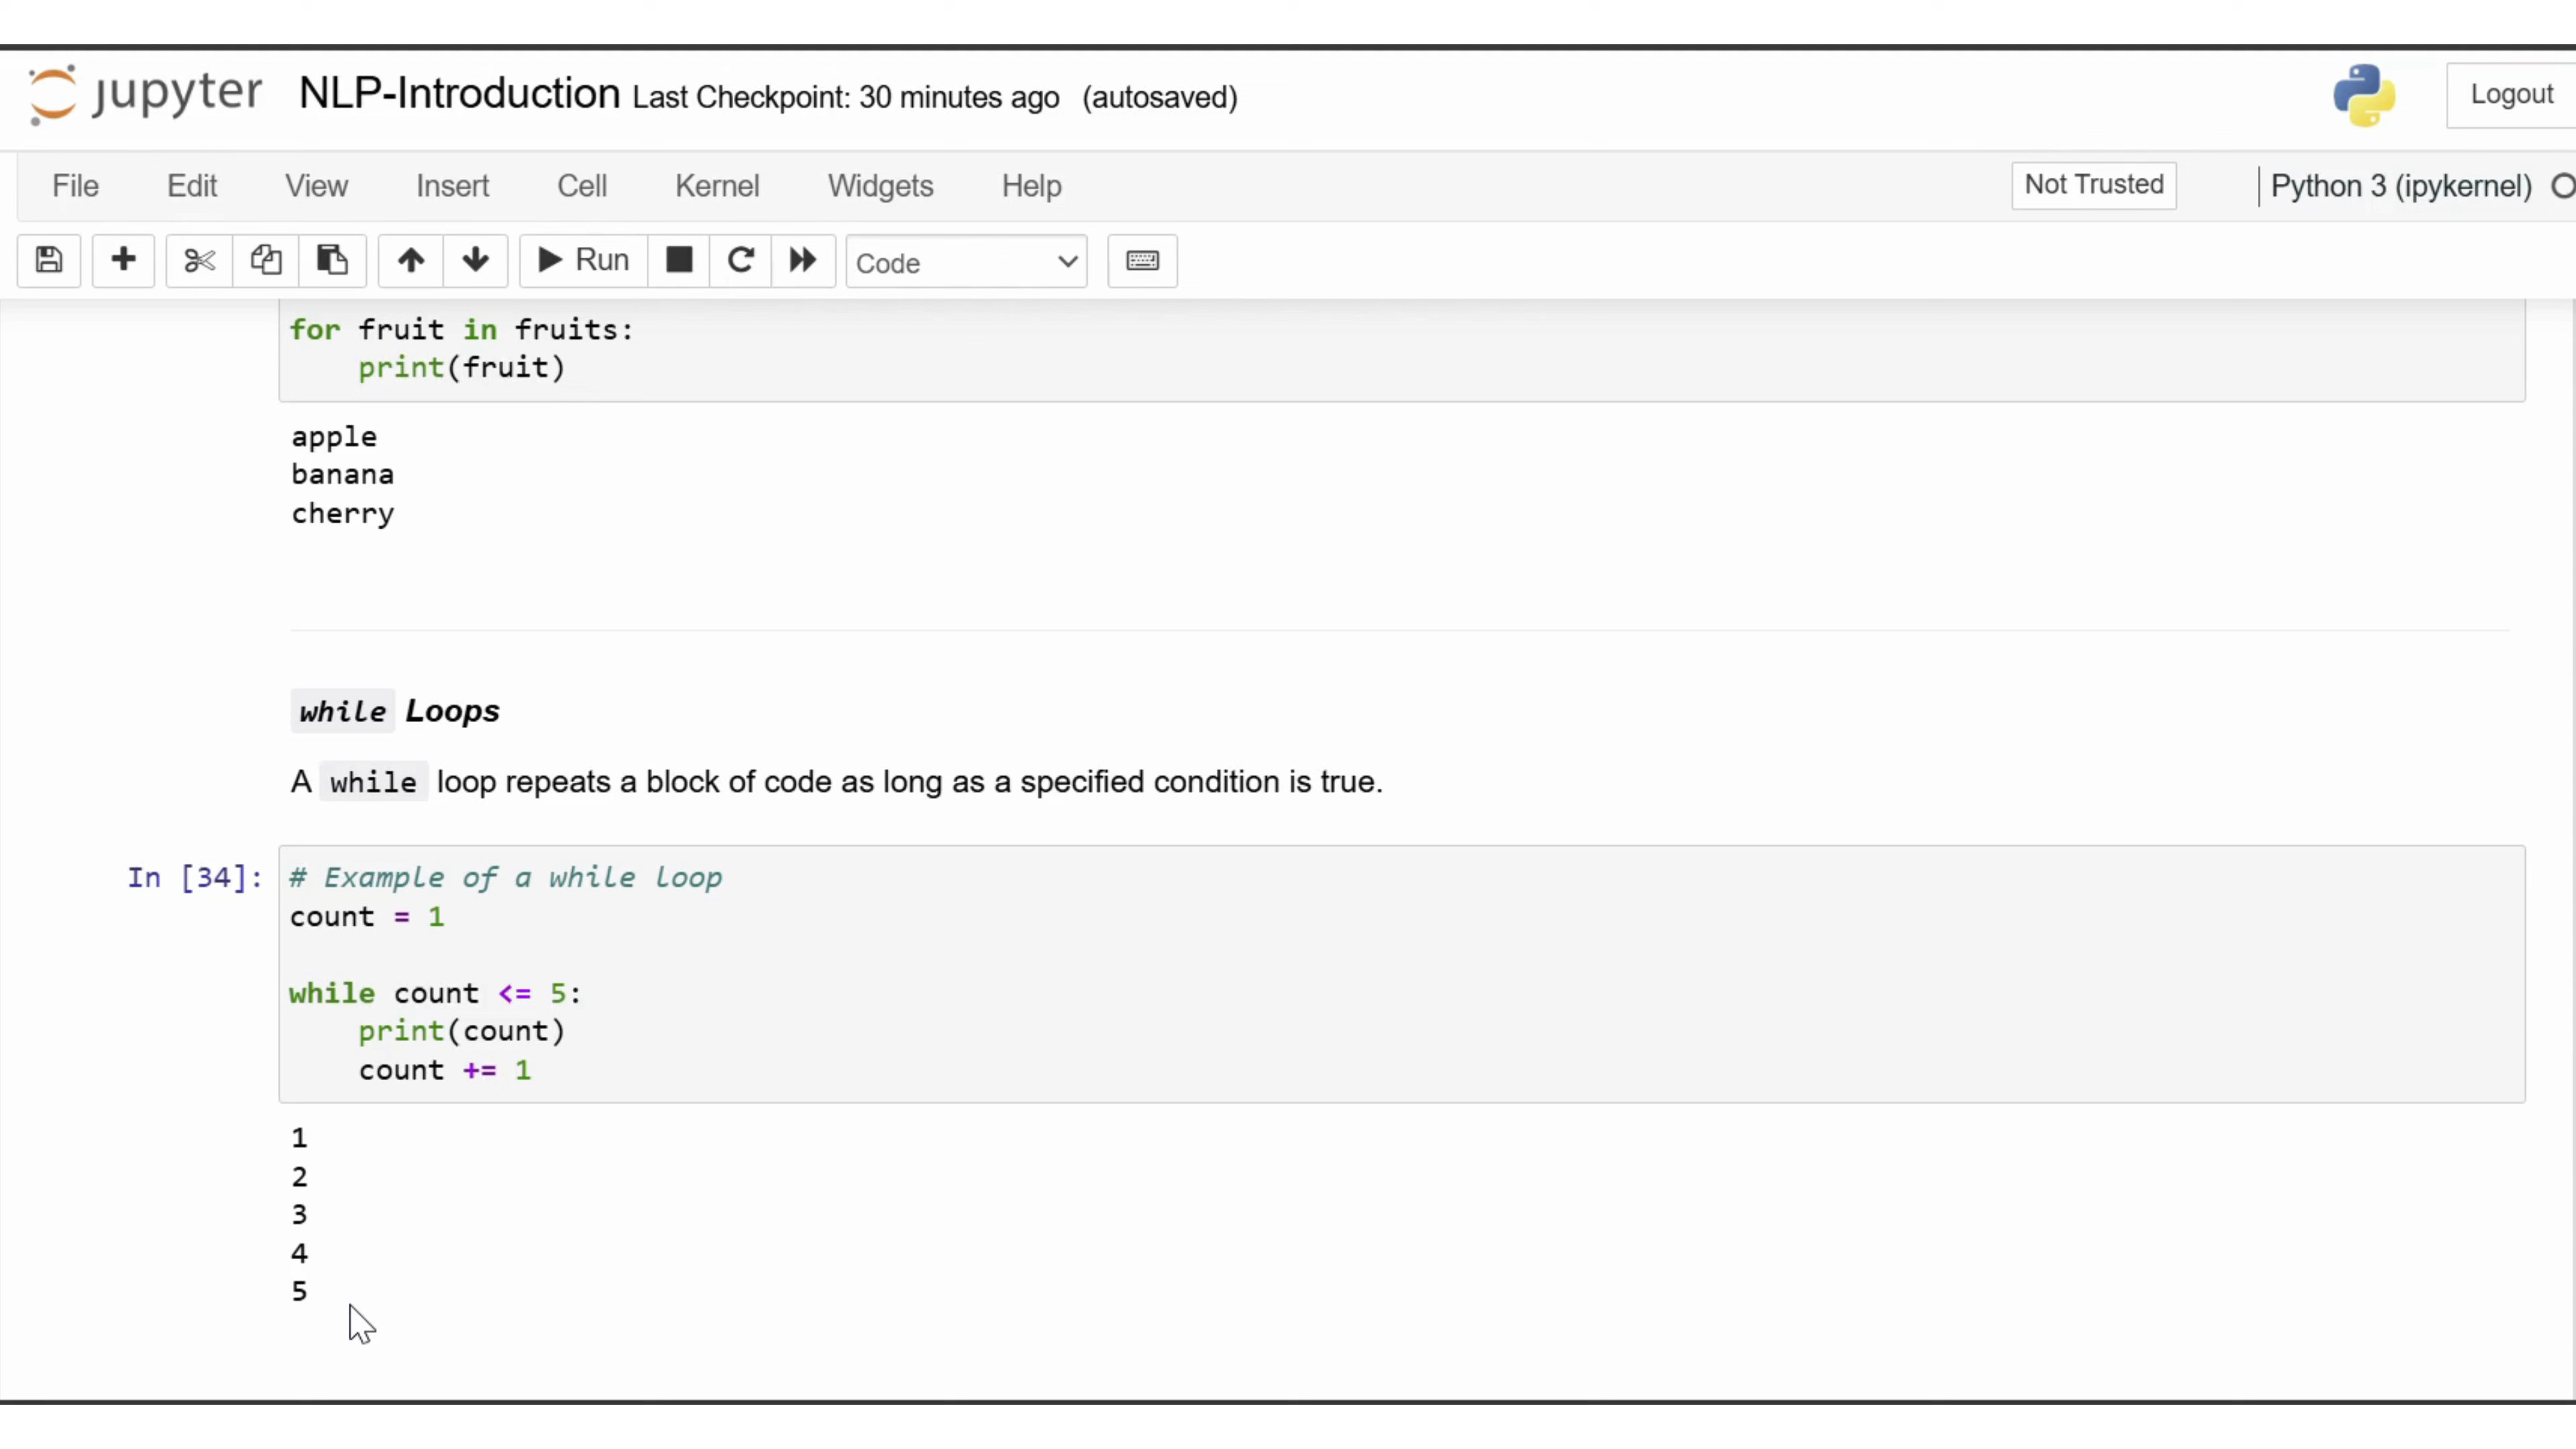 jupyter NLP-Introduction Last Checkpoint: 30 minutes ago (autosaved) Logout
File Edit View Insert Cell Kernel Widgets Help Not Trusted Python 3 (ipykernel)
Run Code
for fruit in fruits:
    print(fruit)
apple
banana
cherry
while Loops
A while loop repeats a block of code as long as a specified condition is true.
In [34]: # Example of a while loop
count = 1
while count <= 5:
    print(count)
    count += 1
1
2
3
4
5